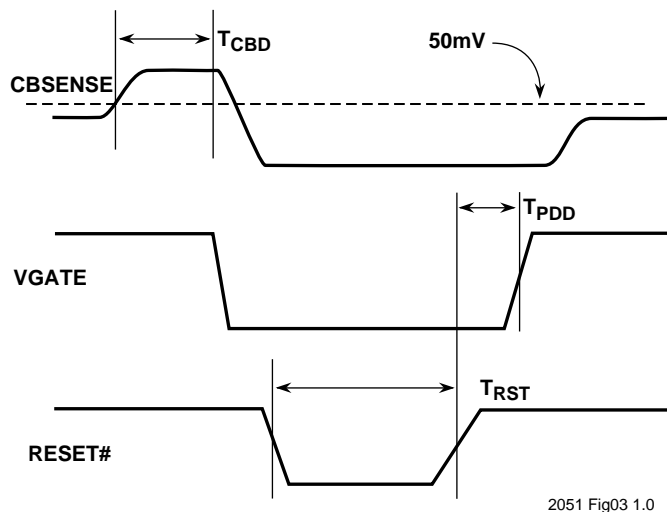 TCBD
50mV
CBSENSE
TPDD
VGATE
TRST
RESET#
2051 Fig03 1.0